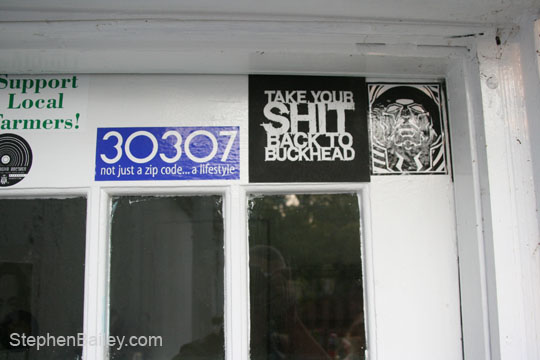 Support
Local
Farmers!
30307
not just a zip code...a lifestyle
TAKE YOUR
SHIT
BACK TO
BUCKHEAD
StephenBailey.com